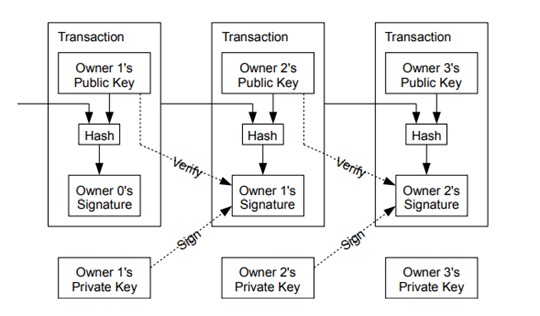 Transaction
Owner 1's
Public Key
Hash
Owner 0's
Signature
Transaction
Owner 2's
Public Key
Hash
Verify
Owner 1's
Signature
Sign
Transaction
Owner 3's
Public Key
Hash
Verify
Owner 2's
Signature
Sign
Owner 1's
Private Key
Owner 2's
Private Key
Owner 3's
Private Key